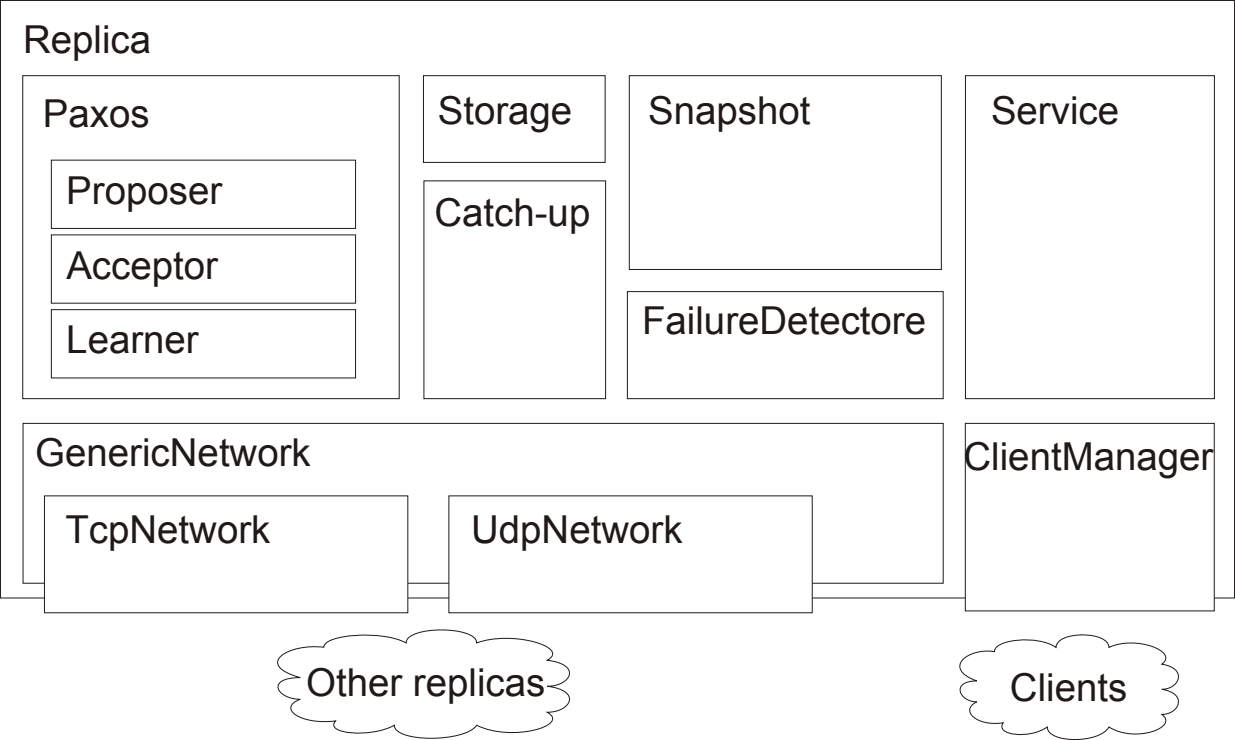 Replica
Paxos
Proposer
Acceptor
Learner
Storage
Catch-up
Snapshot
FailureDetectore
Service
GenericNetwork
TcpNetwork
UdpNetwork
ClientManager
Other replicas
Clients